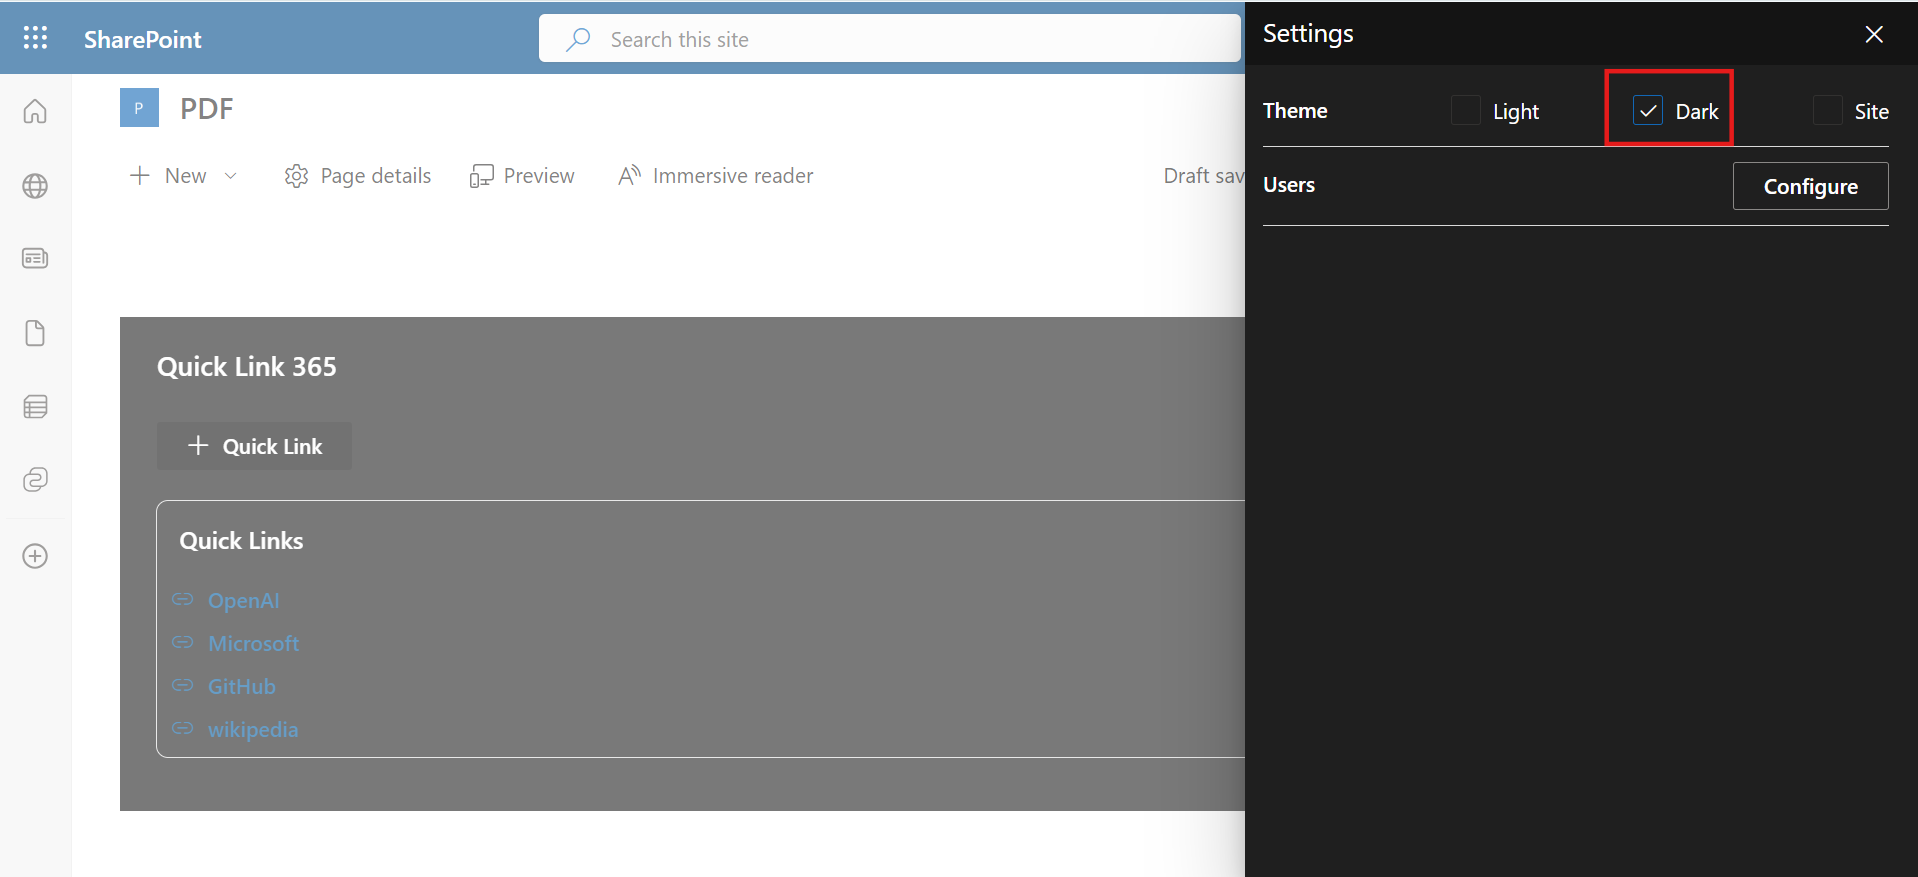 SharePoint
Search this site
Settings
P
PDF
Theme
Light
Dark
Site
New
Page details
Preview
Immersive reader
Draft sav
Users
Configure
Quick Link 365
Quick Link
Quick Links
OpenAI
Microsoft
GitHub
wikipedia